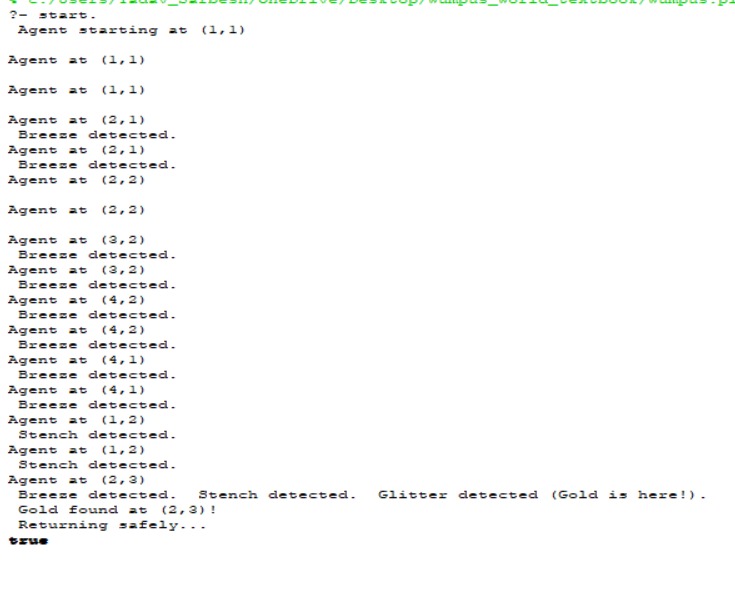 ?- start.
Agent starting at (1,1)
Agent at (1,1)
Agent at (1,1)
Agent at (2,1)
Breeze detected.
Agent at (2,1)
Breeze detected.
Agent at (2,2)
Agent at (2,2)
Agent at (3,2)
Breeze detected.
Agent at (3,2)
Breeze detected.
Agent at (4,2)
Breeze detected.
Agent at (4,2)
Breeze detected.
Agent at (4,1)
Breeze detected.
Agent at (4,1)
Breeze detected.
Agent at (1,2)
Stench detected.
Agent at (1,2)
Stench detected.
Agent at (2,3)
Breeze detected.  Stench detected.  Glitter detected (Gold is here!).
Gold found at (2,3)!
Returning safely...
true